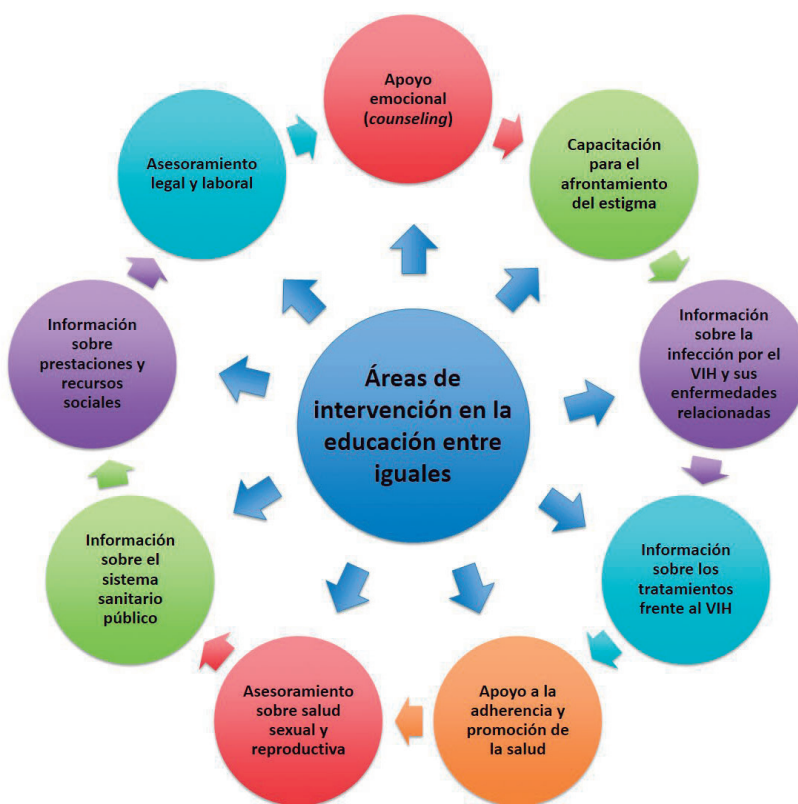 Apoyo
emocional
(counseling)
Capacitación
para el
afrontamiento
del estigma
Información
sobre la
infección por el
VIH y sus
enfermedades
relacionadas
Información
sobre los
tratamientos
frente al VIH
Apoyo a la
adherencia y
promoción de
la salud
Asesoramiento
sobre salud
sexual y
reproductiva
Información
sobre el
sistema
sanitario
público
Información
sobre
prestaciones y
recursos
sociales
Asesoramiento
legal y laboral
Áreas de
intervención en la
educación entre
iguales